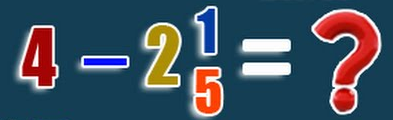 4 – 2 1/5 = ?